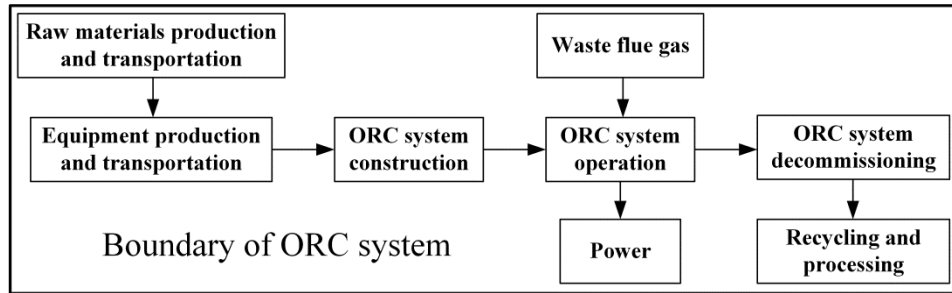 Raw materials production
and transportation
Waste flue gas
Equipment production
and transportation
ORC system
construction
ORC system
operation
ORC system
decommissioning
Boundary of ORC system
Power
Recycling and
processing